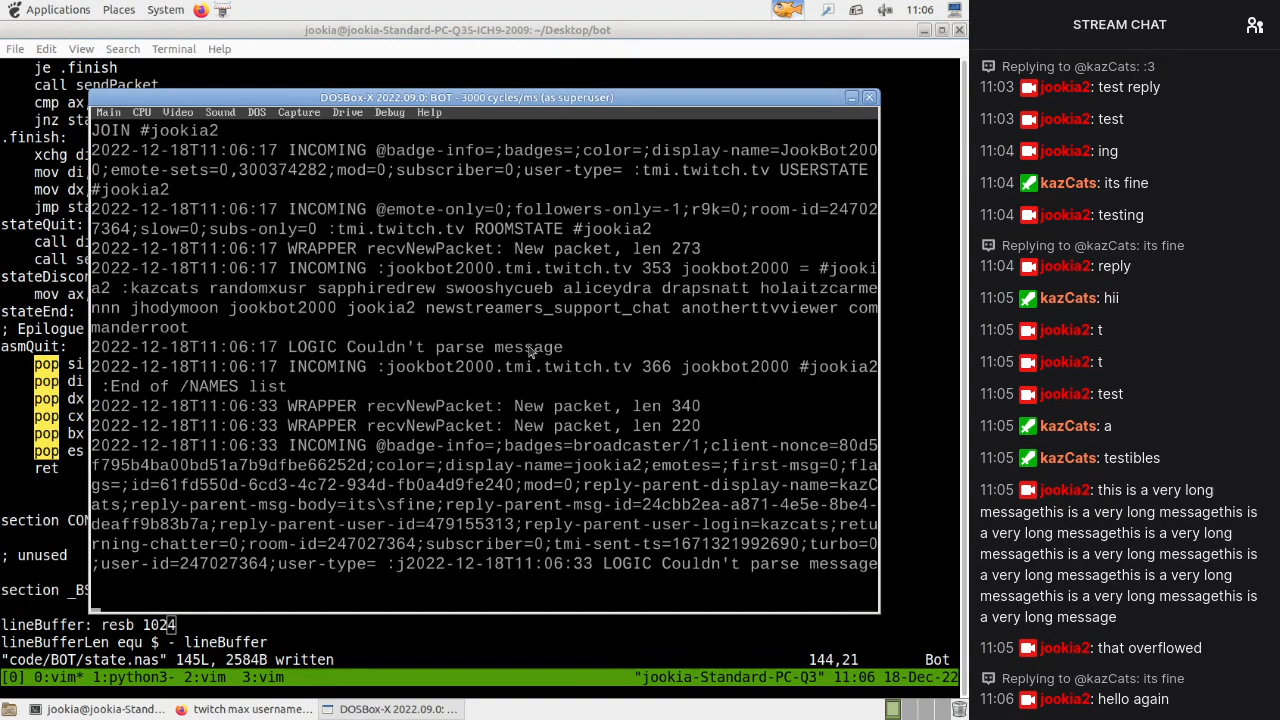 Applications Places System 11:06
jookia@jookia-Standard-PC-Q35-ICH9-2009: ~/Desktop/bot
File Edit View Search Terminal Help
je .finish
call sendPacket
cmp ax,
jnz sta
.finish:
xchg di
mov di,
mov dx,
jmp sta
stateQuit:
call di
call se
stateDiscon
mov ax,
stateEnd:
; Epilogue
asmQuit:
pop si
pop di
pop dx
pop cx
pop bx
pop es
ret
section CON
; unused
section _BS
lineBuffer: resb 1024
lineBufferLen equ $ - lineBuffer
"code/BOT/state.nas" 145L, 2584B written 144,21 Bot
[0] 0:vim* 1:python3- 2:vim 3:vim "jookia-Standard-PC-Q3" 11:06 18-Dec-22
jookia@jookia-Stand... twitch max username... DOSBox-X 2022.09.0: ...
DOSBox-X 2022.09.0: BOT - 3000 cycles/ms (as superuser)
Main CPU Video Sound DOS Capture Drive Debug Help
JOIN #jookia2
2022-12-18T11:06:17 INCOMING @badge-info=;badges=;color=;display-name=JookBot200
0;emote-sets=0,300374282;mod=0;subscriber=0;user-type= :tmi.twitch.tv USERSTATE
#jookia2
2022-12-18T11:06:17 INCOMING @emote-only=0;followers-only=-1;r9k=0;room-id=24702
7364;slow=0;subs-only=0 :tmi.twitch.tv ROOMSTATE #jookia2
2022-12-18T11:06:17 WRAPPER recvNewPacket: New packet, len 273
2022-12-18T11:06:17 INCOMING :jookbot2000.tmi.twitch.tv 353 jookbot2000 = #jooki
a2 :kazcats randomxusr sapphiredrew swooshycueb aliceydra drapsnatt holaitzcarme
nnn jhodymoon jookbot2000 jookia2 newstreamers_support_chat anotherttvviewer com
manderroot
2022-12-18T11:06:17 LOGIC Couldn't parse message
2022-12-18T11:06:17 INCOMING :jookbot2000.tmi.twitch.tv 366 jookbot2000 #jookia2
:End of /NAMES list
2022-12-18T11:06:33 WRAPPER recvNewPacket: New packet, len 340
2022-12-18T11:06:33 WRAPPER recvNewPacket: New packet, len 220
2022-12-18T11:06:33 INCOMING @badge-info=;badges=broadcaster/1;client-nonce=80d5
f795b4ba00bd51a7b9dfbe66252d;color=;display-name=jookia2;emotes=;first-msg=0;fla
gs=;id=61fd550d-6cd3-4c72-934d-fb0a4d9fe240;mod=0;reply-parent-display-name=kazC
ats;reply-parent-msg-body=its\sfine;reply-parent-msg-id=24cbb2ea-a871-4e5e-8be4-
deaff9b83b7a;reply-parent-user-id=479155313;reply-parent-user-login=kazcats;retu
rning-chatter=0;room-id=247027364;subscriber=0;tmi-sent-ts=1671321992690;turbo=0
;user-id=247027364;user-type= :j2022-12-18T11:06:33 LOGIC Couldn't parse message
STREAM CHAT
Replying to @kazCats: :3
11:03 jookia2: test reply
11:03 jookia2: test
11:04 jookia2: ing
11:04 kazCats: its fine
11:04 jookia2: testing
Replying to @kazCats: its fine
11:04 jookia2: reply
11:05 kazCats: hii
11:05 jookia2: t
11:05 jookia2: t
11:05 jookia2: test
11:05 kazCats: a
11:05 kazCats: testibles
11:05 jookia2: this is a very long
messagethis is a very long messagethis is
a very long messagethis is a very long
messagethis is a very long messagethis is
a very long messagethis is a very long
messagethis is a very long messagethis is
a very long message
11:05 jookia2: that overflowed
Replying to @kazCats: its fine
11:06 jookia2: hello again